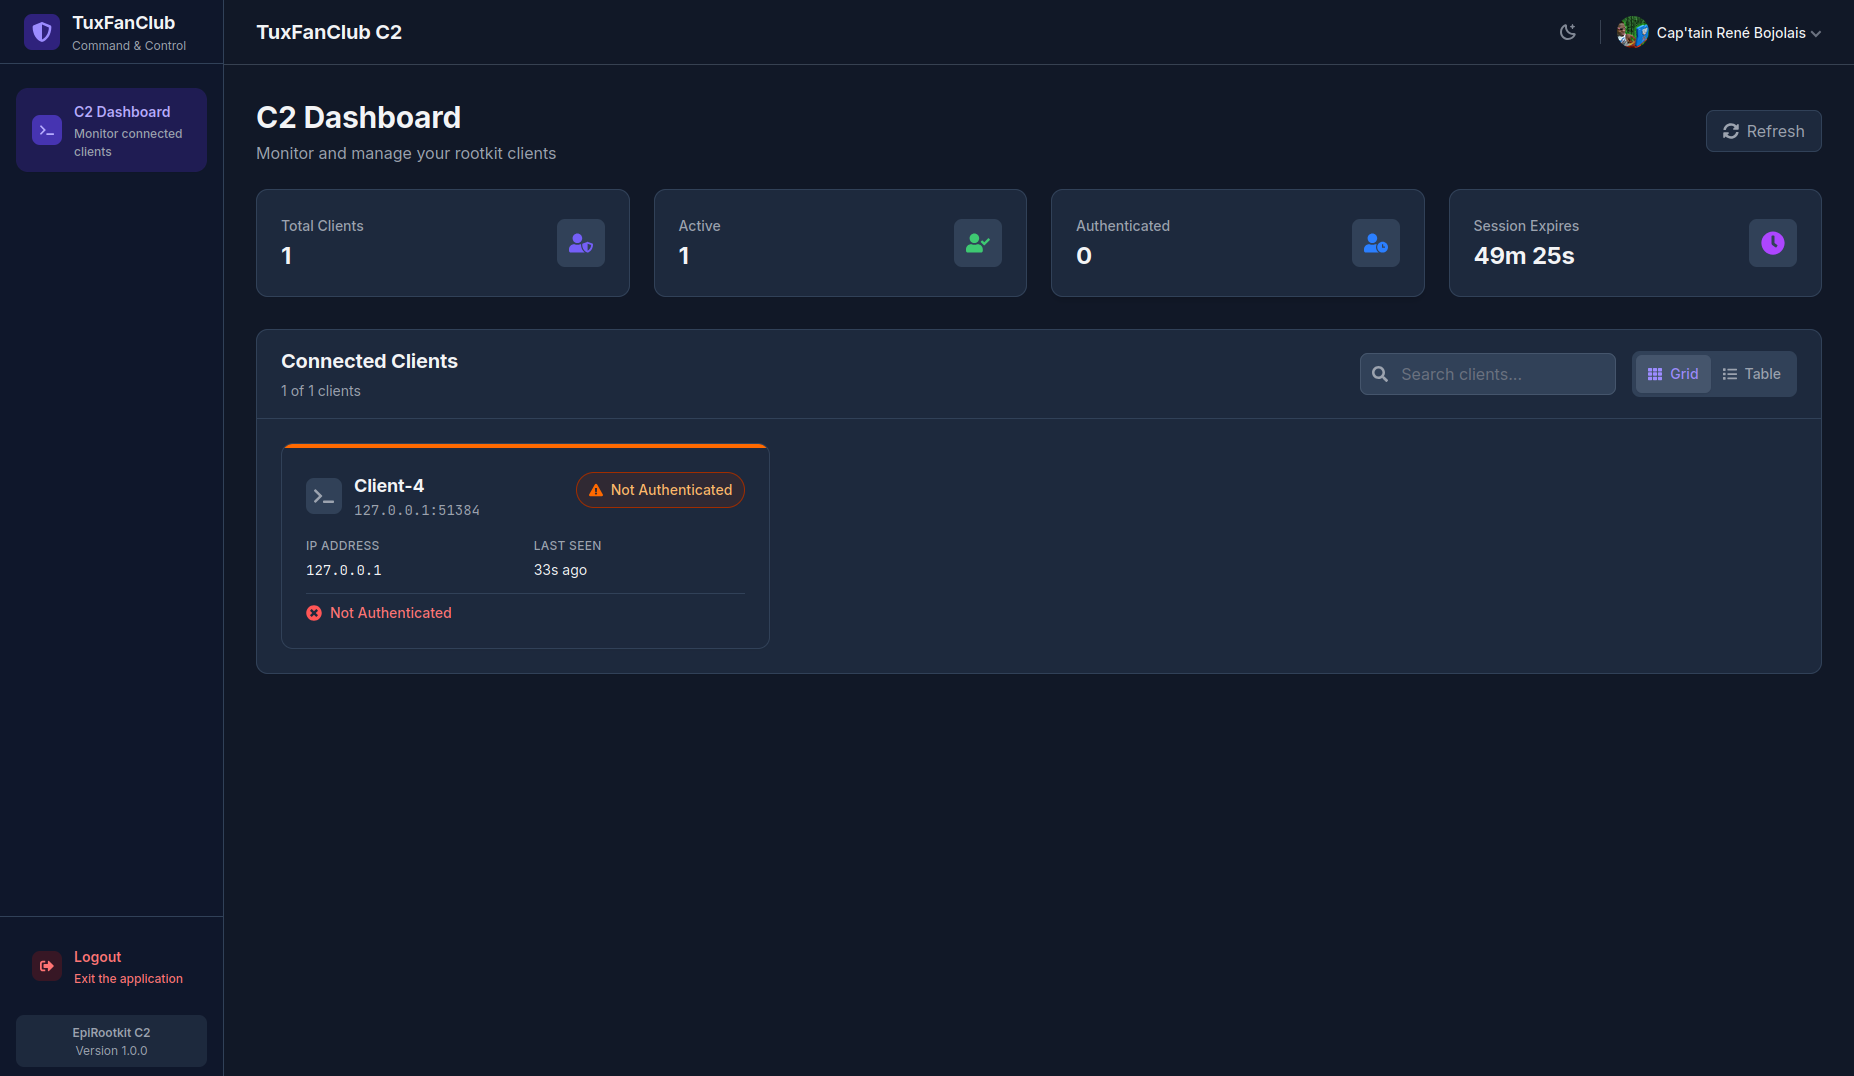 TuxFanClub
Command & Control
C2 Dashboard
Monitor connected
clients
Logout
Exit the application
EpiRootkit C2
Version 1.0.0
TuxFanClub C2
Cap'tain René Bojolais
C2 Dashboard
Monitor and manage your rootkit clients
Refresh
Total Clients
1
Active
1
Authenticated
0
Session Expires
49m 25s
Connected Clients
1 of 1 clients
Search clients...
Grid
Table
Client-4
127.0.0.1:51384
Not Authenticated
IP ADDRESS
127.0.0.1
LAST SEEN
33s ago
Not Authenticated